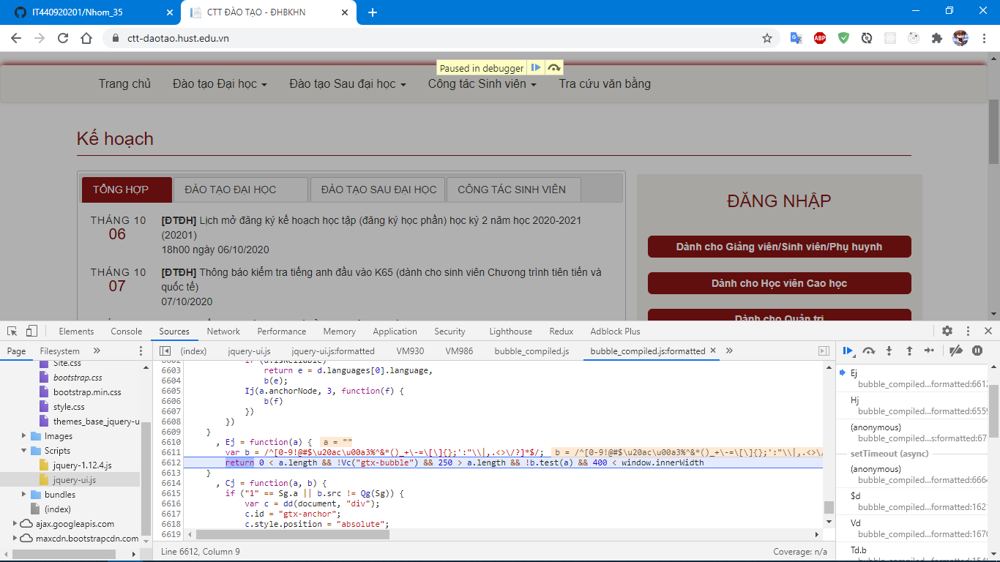 IT440920201/Nhom_35
CTT ĐÀO TẠO - ĐHBKHN
ctt-daotao.hust.edu.vn
ABP
Paused in debugger
Trang chủ Đào tạo Đại học Đào tạo Sau đại học Công tác Sinh viên Tra cứu văn bằng
Kế hoạch
TỔNG HỢP ĐÀO TẠO ĐẠI HỌC ĐÀO TẠO SAU ĐẠI HỌC CÔNG TÁC SINH VIÊN
THÁNG 10
06
[ĐTĐH] Lịch mở đăng ký kế hoạch học tập (đăng ký học phần) học kỳ 2 năm học 2020-2021
(20201)
18h00 ngày 06/10/2020
THÁNG 10
07
[ĐTĐH] Thông báo kiểm tra tiếng anh đầu vào K65 (dành cho sinh viên Chương trình tiên tiến và
quốc tế)
07/10/2020
ĐĂNG NHẬP
Dành cho Giảng viên/Sinh viên/Phụ huynh
Dành cho Học viên Cao học
Dành cho Quản trị
Elements Console Sources Network Performance Memory Application Security Lighthouse Redux Adblock Plus
Page Filesystem »
Site.css
bootstrap.css
bootstrap.min.css
style.css
themes_base_jquery-u
Images
Scripts
jquery-1.12.4.js
jquery-ui.js
bundles
(index)
ajax.googleapis.com
maxcdn.bootstrapcdn.com
(index) jquery-ui.js jquery-ui.js:formatted VM930 VM986 bubble_compiled.js bubble_compiled.js:formatted × »
6602 if (d.isReliable)
6603 return e = d.languages[0].language,
6604 b(e);
6605 Ij(a.anchorNode, 3, function(f) {
6606 b(f)
6607 })
6608 })
6609 }
6610 , Ej = function(a) { a = ""
6611 var b = /^[0-9!@#$\u20ac\u00a3%^&*()_+\-=\[\]{};':"\\|,.<>\/?]*$/; b = /^[0-9!@#$\u20ac\u00a3%^&*()_+\-=\[\]{};':"\\|,.<>\/
6612 return 0 < a.length && !Vc("gtx-bubble") && 250 > a.length && !b.test(a) && 400 < window.innerWidth
6613 }
6614 , Cj = function(a, b) {
6615 if ("1" == Sg.a || b.src != Qg(Sg)) {
6616 var c = dd(document, "div");
6617 c.id = "gtx-anchor";
6618 c.style.position = "absolute";
6619
Line 6612, Column 9
Coverage: n/a
Ej
bubble_compiled...formatted:6612
Hj
bubble_compiled...formatted:6559
(anonymous)
bubble_compiled...s:formatted:67
setTimeout (async)
(anonymous)
bubble_compiled...formatted:6664
$d
bubble_compiled...formatted:162
Vd
bubble_compiled...formatted:1670
Td.b